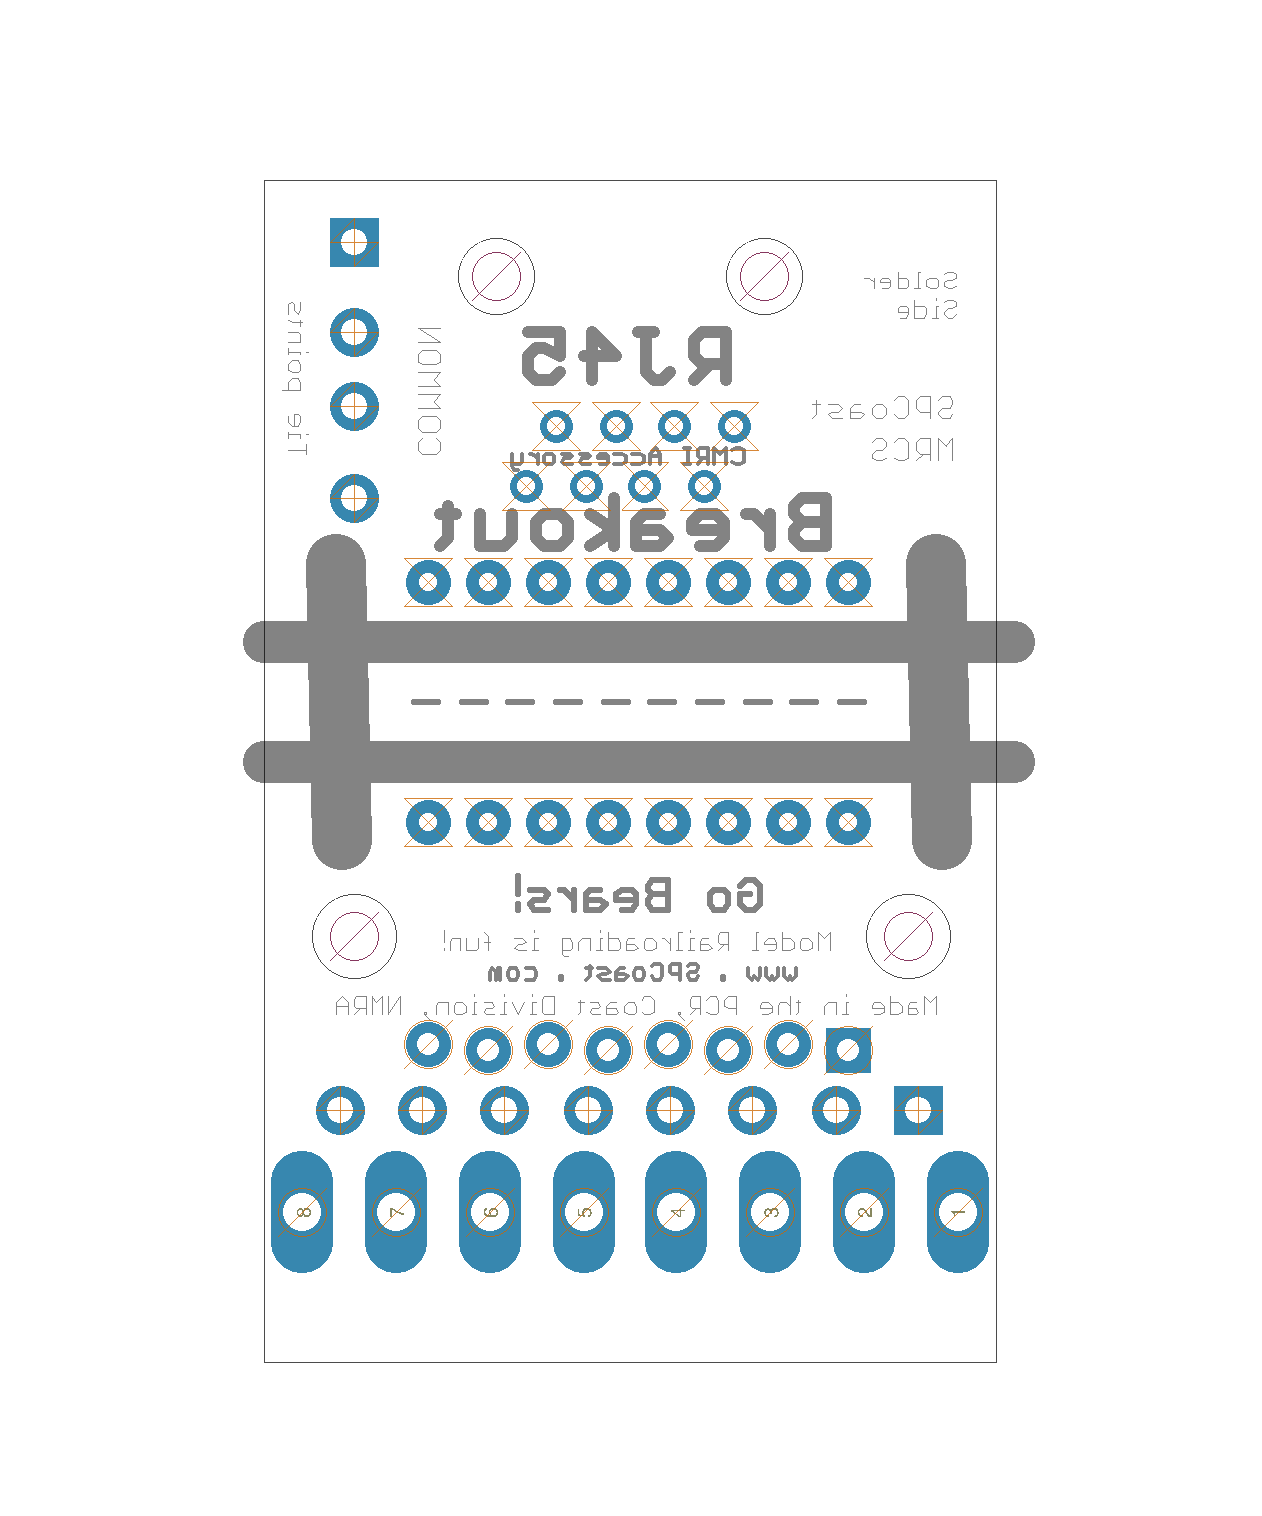 Solder
Side
RJ45
Tie points
COMMON
SPCoast
MRCS
CMRI Accessory
Breakout
Go Bears!
Model Railroading is fun!
www . SPCoast . com
Made in the PCR, Coast Division, NMRA
8 7 6 5 4 3 2 1